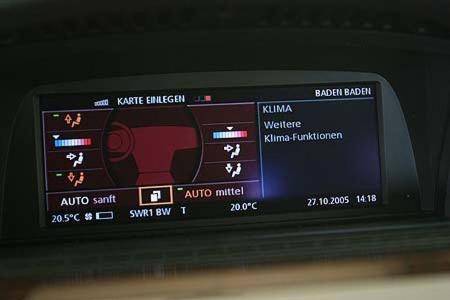 KARTE EINLEGEN
BADEN BADEN
KLIMA
Weitere
Klima-Funktionen
AUTO sanft
AUTO mittel
20.5°C
SWR1 BW T
20.0°C
27.10.2005 14:18